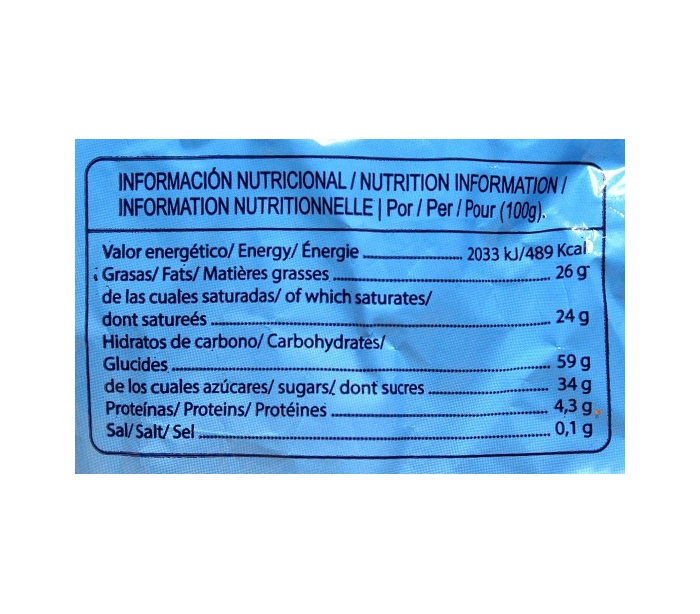 INFORMACIÓN NUTRICIONAL / NUTRITION INFORMATION /
INFORMATION NUTRITIONNELLE | Por / Per / Pour (100g).
Valor energético/ Energy/ Énergie ........ 2033 kJ/489 Kcal
Grasas/ Fats/ Matières grasses ........ 26 g
de las cuales saturadas/ of which saturates/
dont satureés ........ 24 g
Hidratos de carbono/ Carbohydrates/
Glucides ........ 59 g
de los cuales azúcares/ sugars/ dont sucres ........ 34 g
Proteínas/ Proteins/ Protéines ........ 4,3 g
Sal/ Salt/ Sel ........ 0,1 g